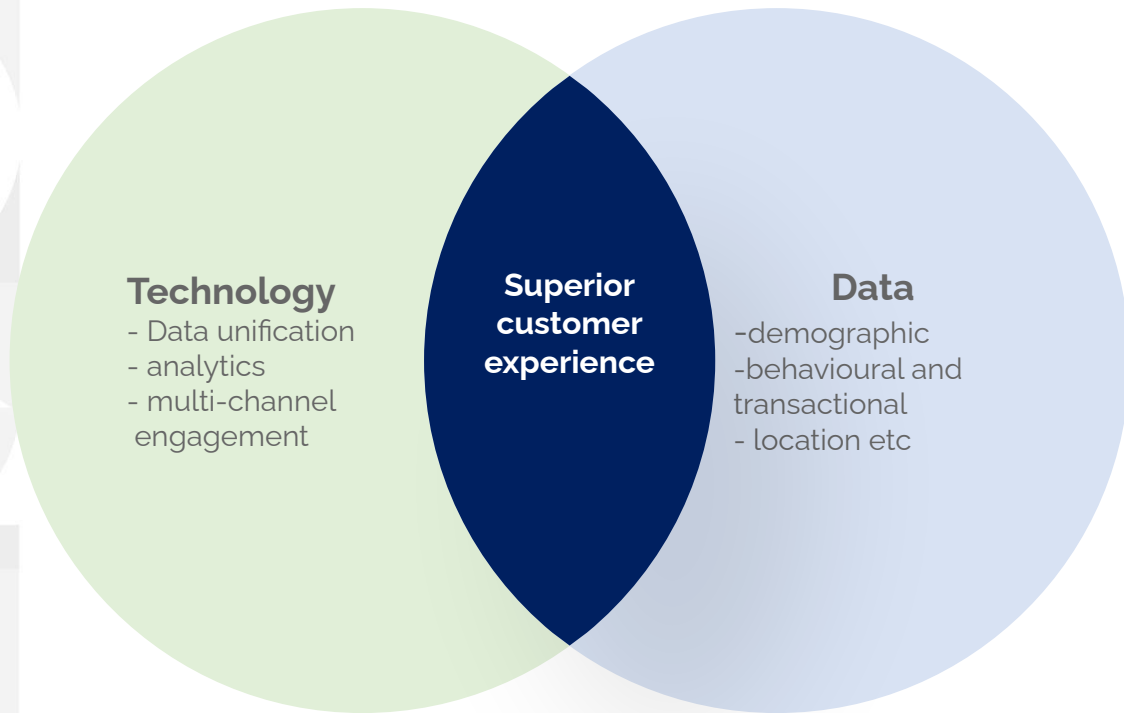 Technology
- Data unification
- analytics
- multi-channel
engagement
Superior
customer
experience
Data
-demographic
-behavioural and
transactional
- location etc